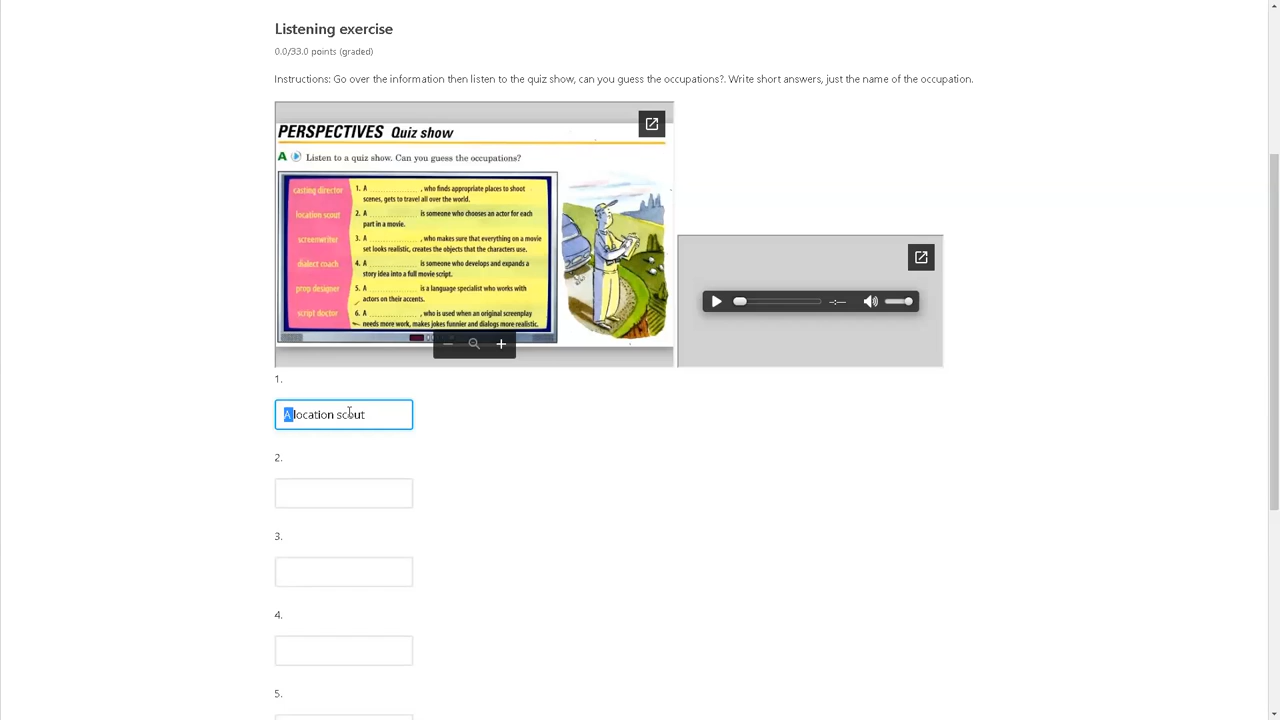 Listening exercise
0.0/33.0 points (graded)
Instructions: Go over the information then listen to the quiz show, can you guess the occupations?. Write short answers, just the name of the occupation.
PERSPECTIVES Quiz show
A Listen to a quiz show. Can you guess the occupations?
casting director
location scout
screenwriter
dialect coach
prop designer
script doctor
1. A ............, who finds appropriate places to shoot
scenes, gets to travel all over the world.
2. A ............ is someone who chooses an actor for each
part in a movie.
3. A ............, who makes sure that everything on a movie
set looks realistic, creates the objects that the characters use.
4. A ............ is someone who develops and expands a
story idea into a full movie script.
5. A ............ is a language specialist who works with
actors on their accents.
6. A ............, who is used when an original screenplay
needs more work, makes jokes funnier and dialogs more realistic.
-:--
1.
A location scout
2.
3.
4.
5.